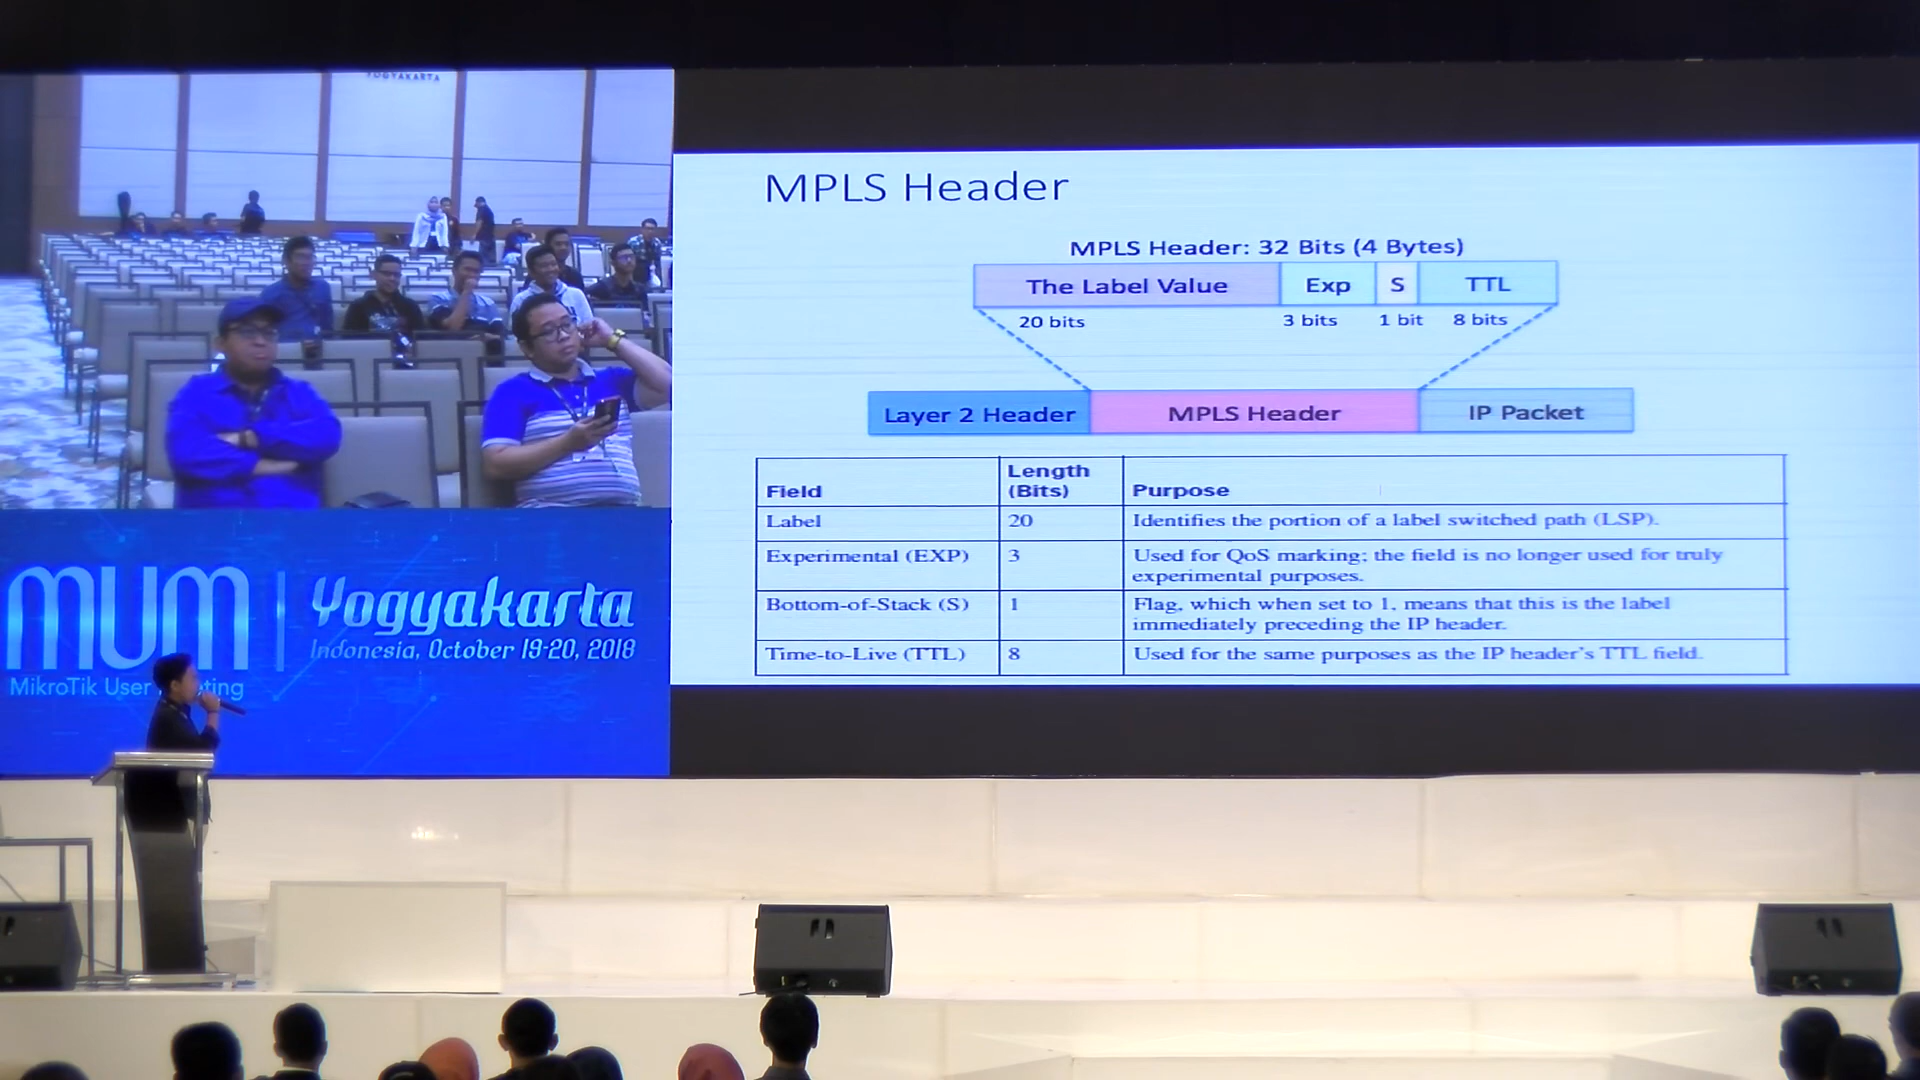 YOGYAKARTA
MPLS Header
MPLS Header: 32 Bits (4 Bytes)
The Label Value Exp S TTL
20 bits 3 bits 1 bit 8 bits
Layer 2 Header MPLS Header IP Packet
Field Length (Bits) Purpose
Label 20 Identifies the portion of a label switched path (LSP).
Experimental (EXP) 3 Used for QoS marking; the field is no longer used for truly
experimental purposes.
Bottom-of-Stack (S) 1 Flag, which when set to 1, means that this is the label
immediately preceding the IP header.
Time-to-Live (TTL) 8 Used for the same purposes as the IP header's TTL field.
MUM Yogyakarta
Indonesia, October 19-20, 2018
MikroTik User